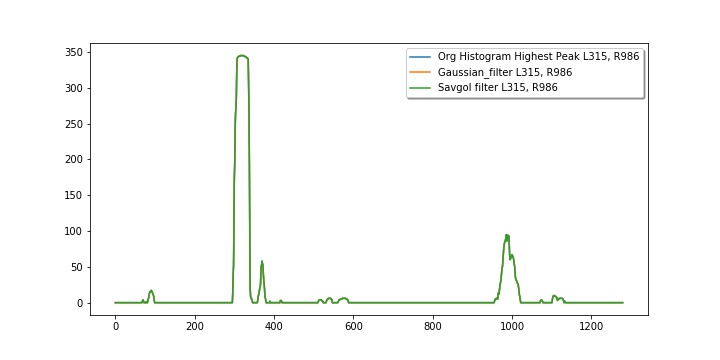 Org Histogram Highest Peak L315, R986
Gaussian_filter L315, R986
Savgol filter L315, R986
350
300
250
200
150
100
50
0
0 200 400 600 800 1000 1200